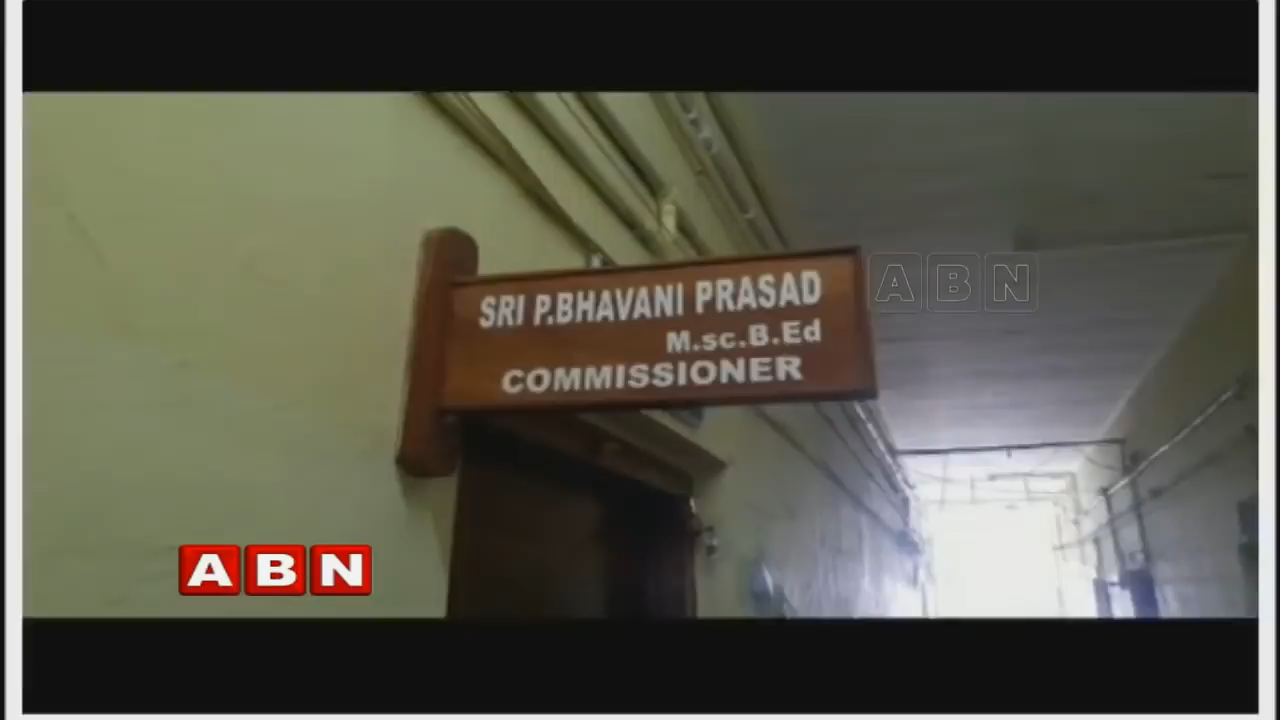 SRI P.BHAVANI PRASAD
M.sc.B.Ed
COMMISSIONER
ABN
ABN